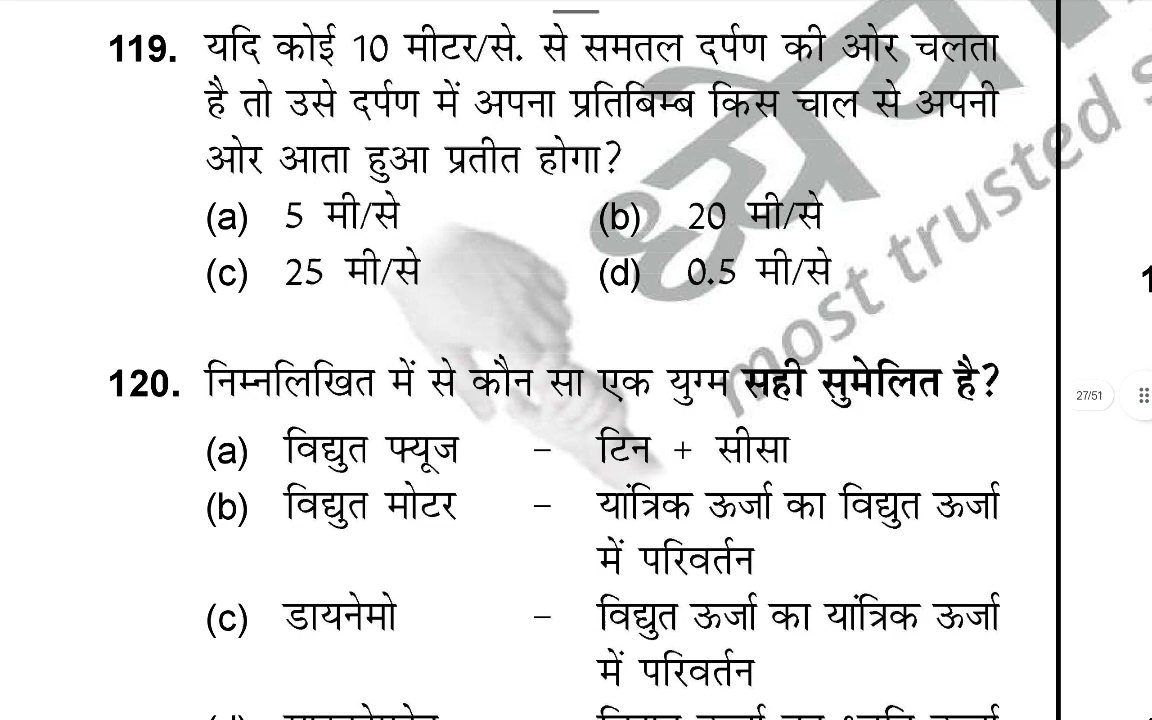 119. यदि कोई 10 मीटर/से. से समतल दर्पण की ओर चलता
है तो उसे दर्पण में अपना प्रतिबिम्ब किस चाल से अपनी
ओर आता हुआ प्रतीत होगा?
(a) 5 मी/से (b) 20 मी/से
(c) 25 मी/से (d) 0.5 मी/से
120. निम्नलिखित में से कौन सा एक युग्म सही सुमेलित है?
(a) विद्युत फ्यूज – टिन + सीसा
(b) विद्युत मोटर – यांत्रिक ऊर्जा का विद्युत ऊर्जा
में परिवर्तन
(c) डायनेमो – विद्युत ऊर्जा का यांत्रिक ऊर्जा
में परिवर्तन
most trusted
27/51